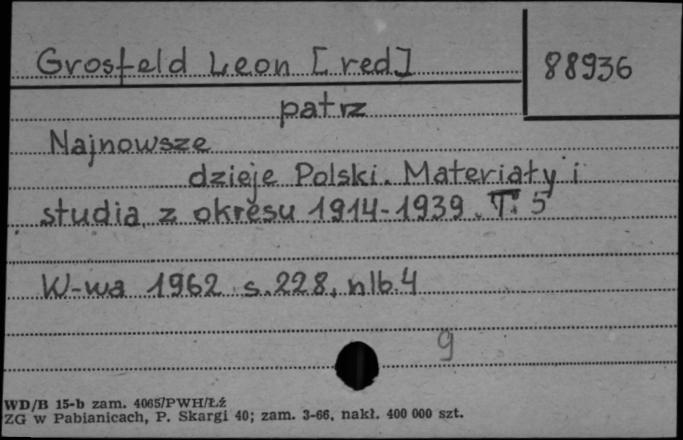 Grosfeld Leon [red]
88936
patrz
Najnowsze
dzieje Polski. Materiały i
studia z okresu 1914-1939. T. 5
W-wa 1962 s. 228, nlb. 4
9
WD/B 15-b zam. 4065/PWH/Łź
ZG w Pabianicach, P. Skargi 40; zam. 3-66, nakł. 400 000 szt.